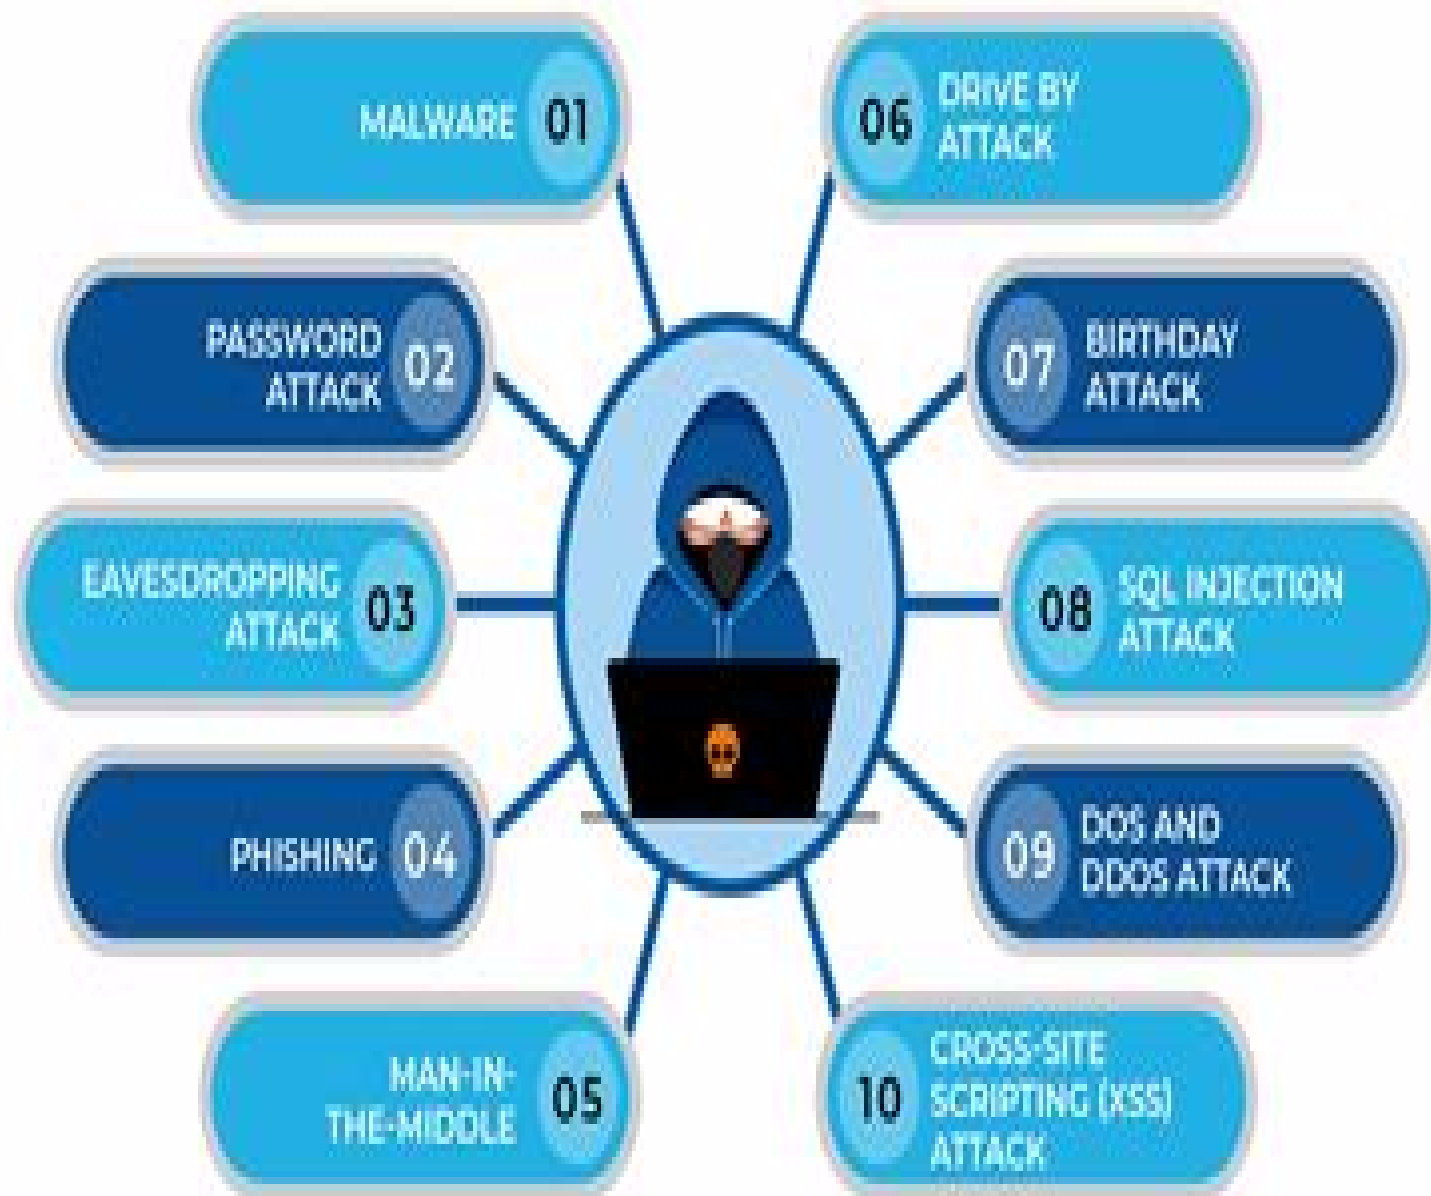 MALWARE 01
PASSWORD
ATTACK
02
EAVESDROPPING
ATTACK
03
PHISHING 04
MAN-IN-
THE-MIDDLE
05
06
DRIVE BY
ATTACK
07
BIRTHDAY
ATTACK
08
SQL INJECTION
ATTACK
09
DOS AND
DDOS ATTACK
10
CROSS-SITE
SCRIPTING (XSS)
ATTACK